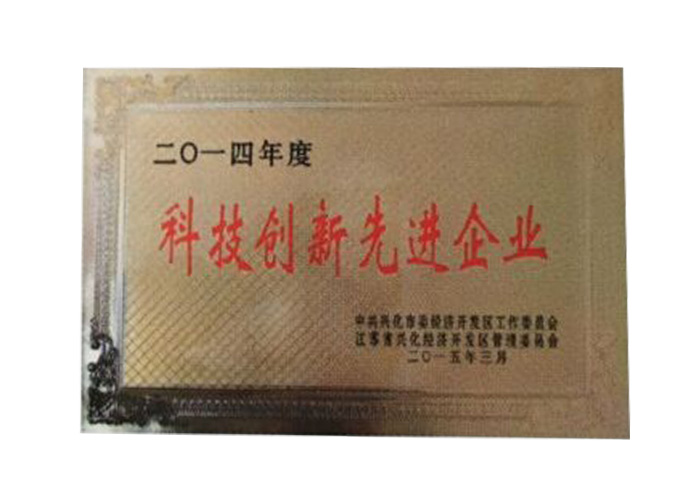 二〇一四年度
科技创新先进企业
中共兴化市委经济开发区工作委员会
江苏省兴化经济开发区管理委员会
二〇一五年三月